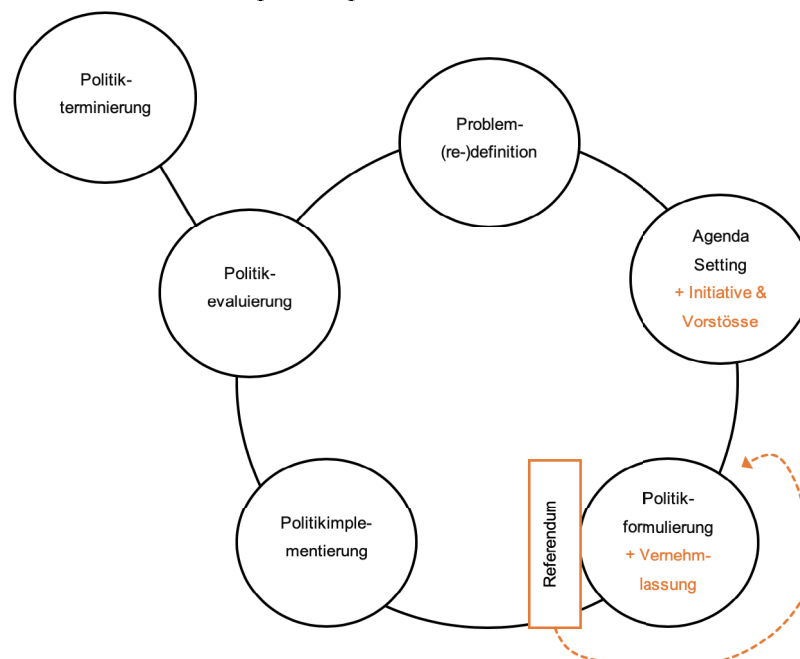 Politik-
terminierung
Problem-
(re-)definition
Agenda
Setting
+ Initiative &
Vorstösse
Politik-
evaluierung
Politikimple-
mentierung
Referendum
Politik-
formulierung
+ Vernehm-
lassung